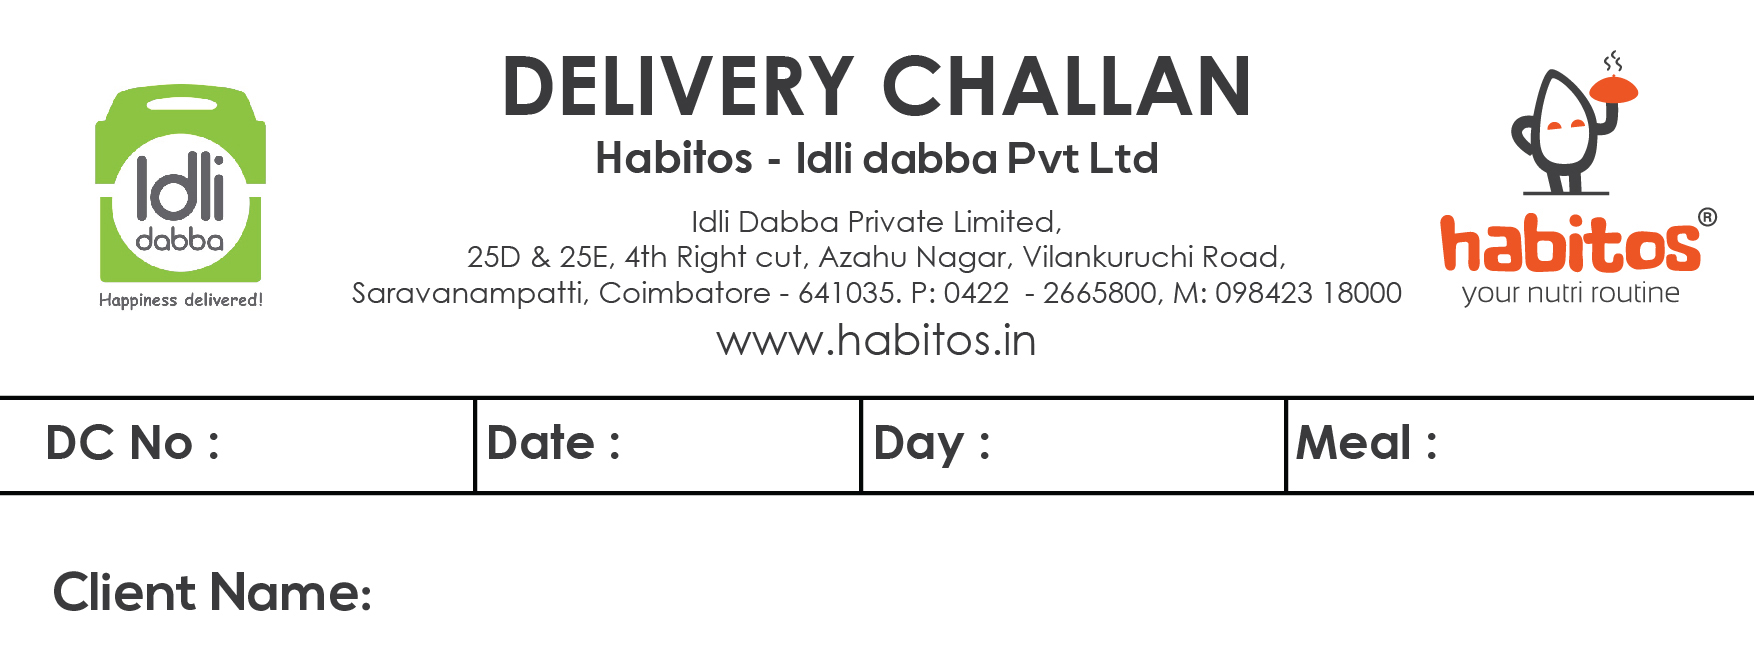 DELIVERY CHALLAN
Habitos - Idli dabba Pvt Ltd
Idli Dabba Private Limited,
25D & 25E, 4th Right cut, Azahu Nagar, Vilankuruchi Road,
Saravanampatti, Coimbatore - 641035. P: 0422 - 2665800, M: 098423 18000
www.habitos.in
Idli
dabba
Happiness delivered!
habitos®
your nutri routine
DC No :
Date :
Day :
Meal :
Client Name: